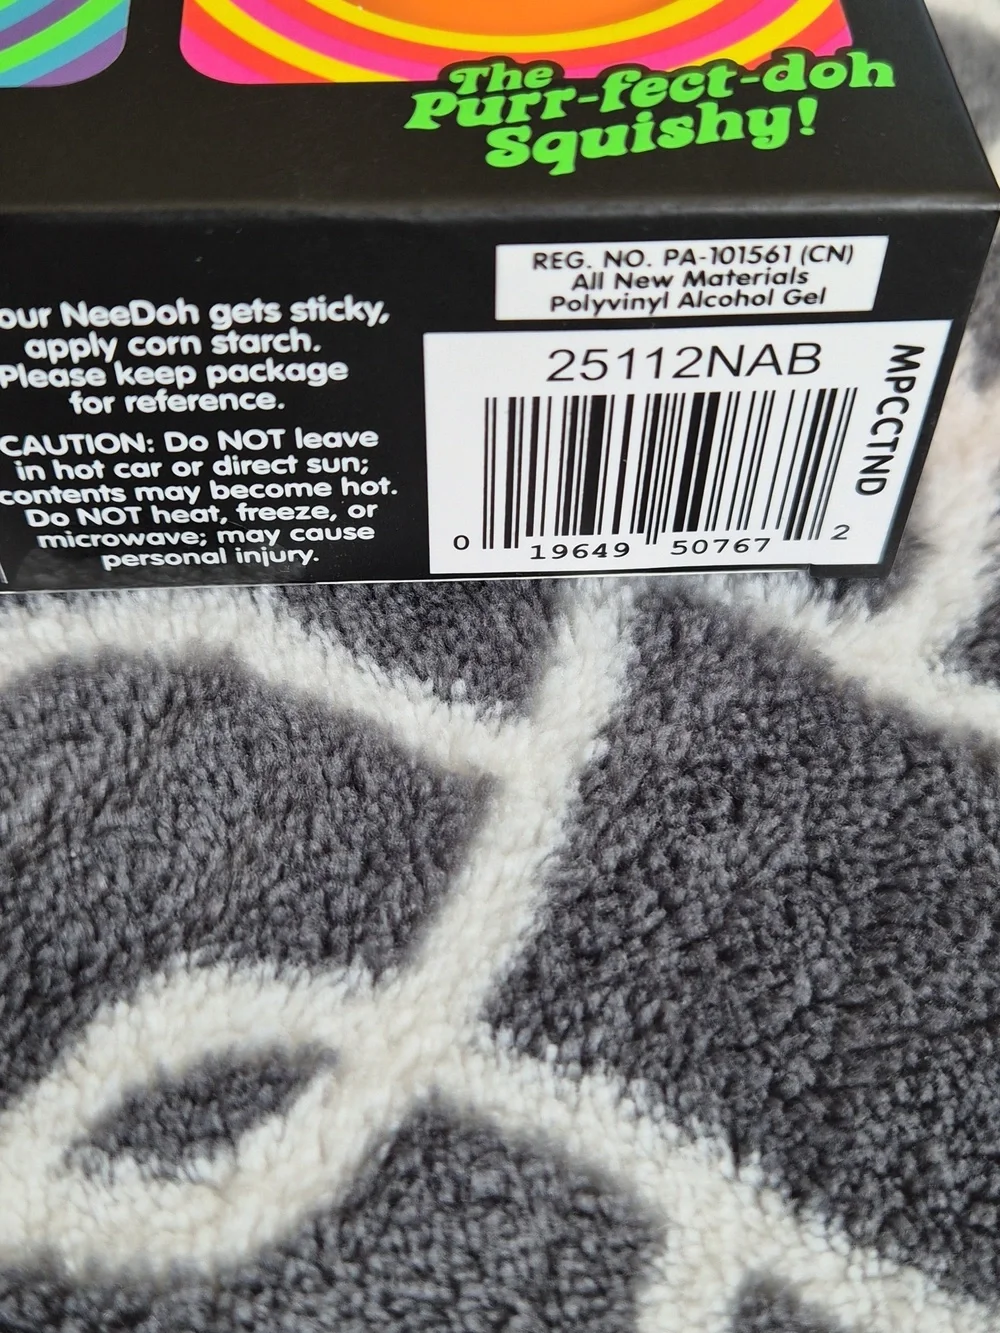 The
Purr-fect-doh
Squishy!
our NeeDoh gets sticky,
apply corn starch.
Please keep package
for reference.
CAUTION: Do NOT leave
in hot car or direct sun;
contents may become hot.
Do NOT heat, freeze, or
microwave; may cause
personal injury.
REG. NO. PA-101561 (CN)
All New Materials
Polyvinyl Alcohol Gel
25112NAB
MPCCTND
0 19649 50767 2